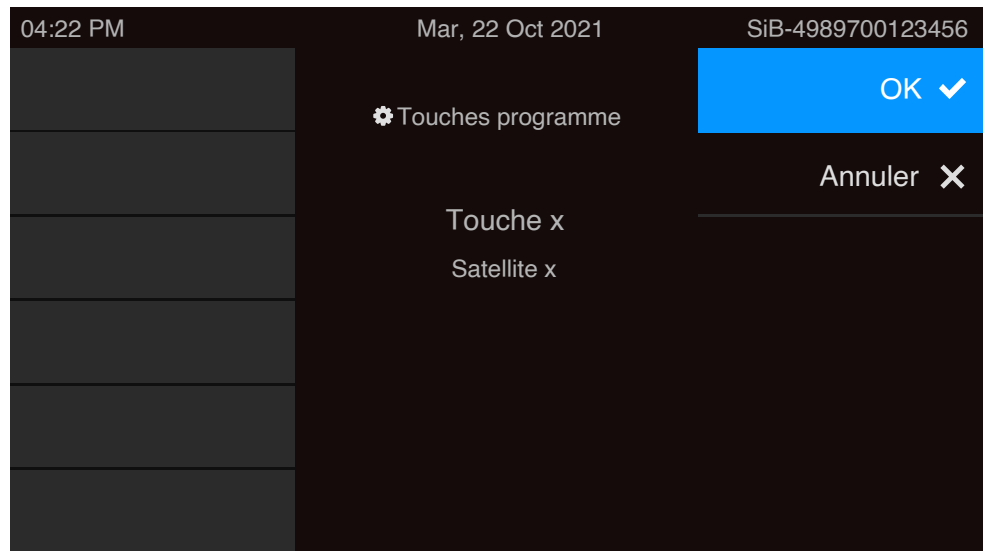 04:22 PM Mar, 22 Oct 2021 SiB-4989700123456
OK
Touches programme
Annuler
Touche x
Satellite x